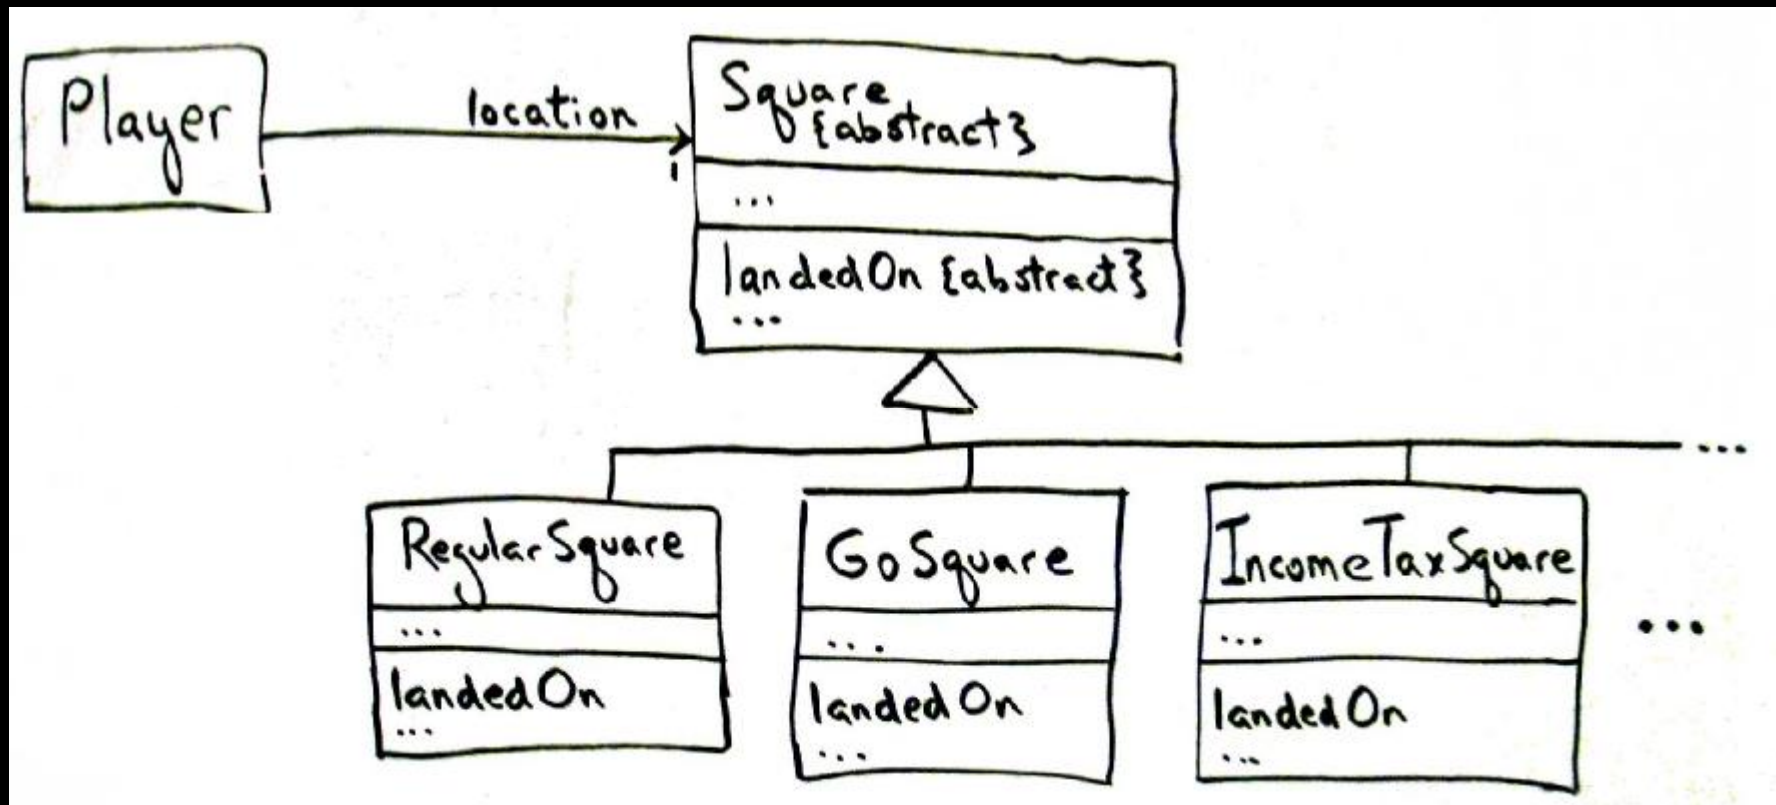 Player
location
1
Square
{abstract}
...
landedOn {abstract}
...
...
RegularSquare
...
landedOn
...
GoSquare
...
landedOn
...
IncomeTaxSquare
...
landedOn
...
...